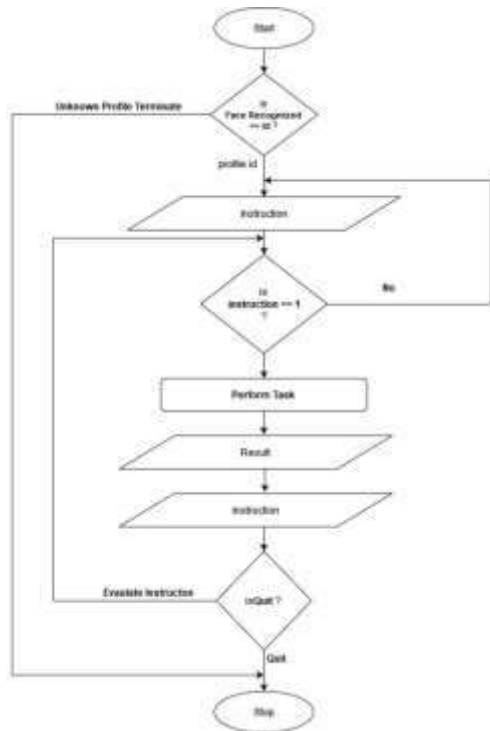 Start
Unknown Profile Terminate
Is
Face Recognized
== id ?
profile id
Instruction
Is
instruction == 1
?
No
Perform Task
Result
Instruction
Evaulate Instruction
isQuit ?
Quit
Stop